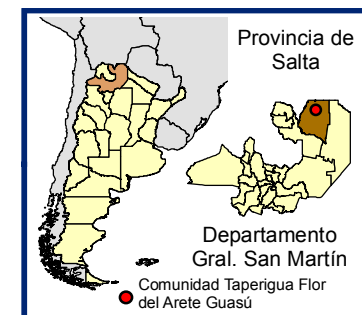 Provincia de
Salta
Departamento
Gral. San Martín
Comunidad Taperigua Flor
del Arete Guasú